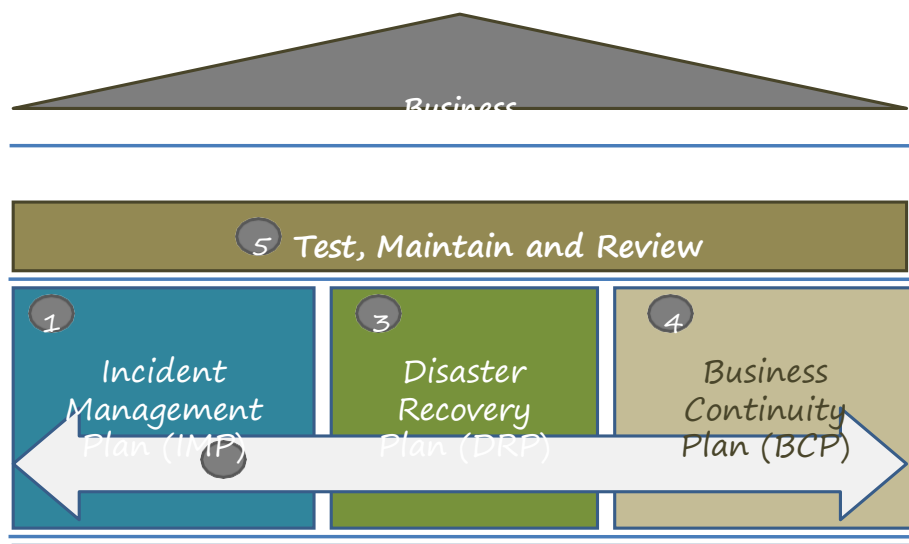 Business
5 Test, Maintain and Review
1
Incident
Management
Plan (IMP)
3
Disaster
Recovery
Plan (DRP)
4
Business
Continuity
Plan (BCP)